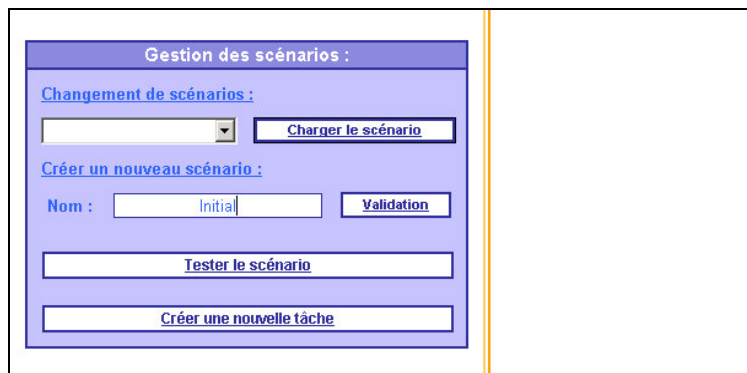 Gestion des scénarios :
Changement de scénarios :
Charger le scénario
Créer un nouveau scénario :
Nom : Initial Validation
Tester le scénario
Créer une nouvelle tâche